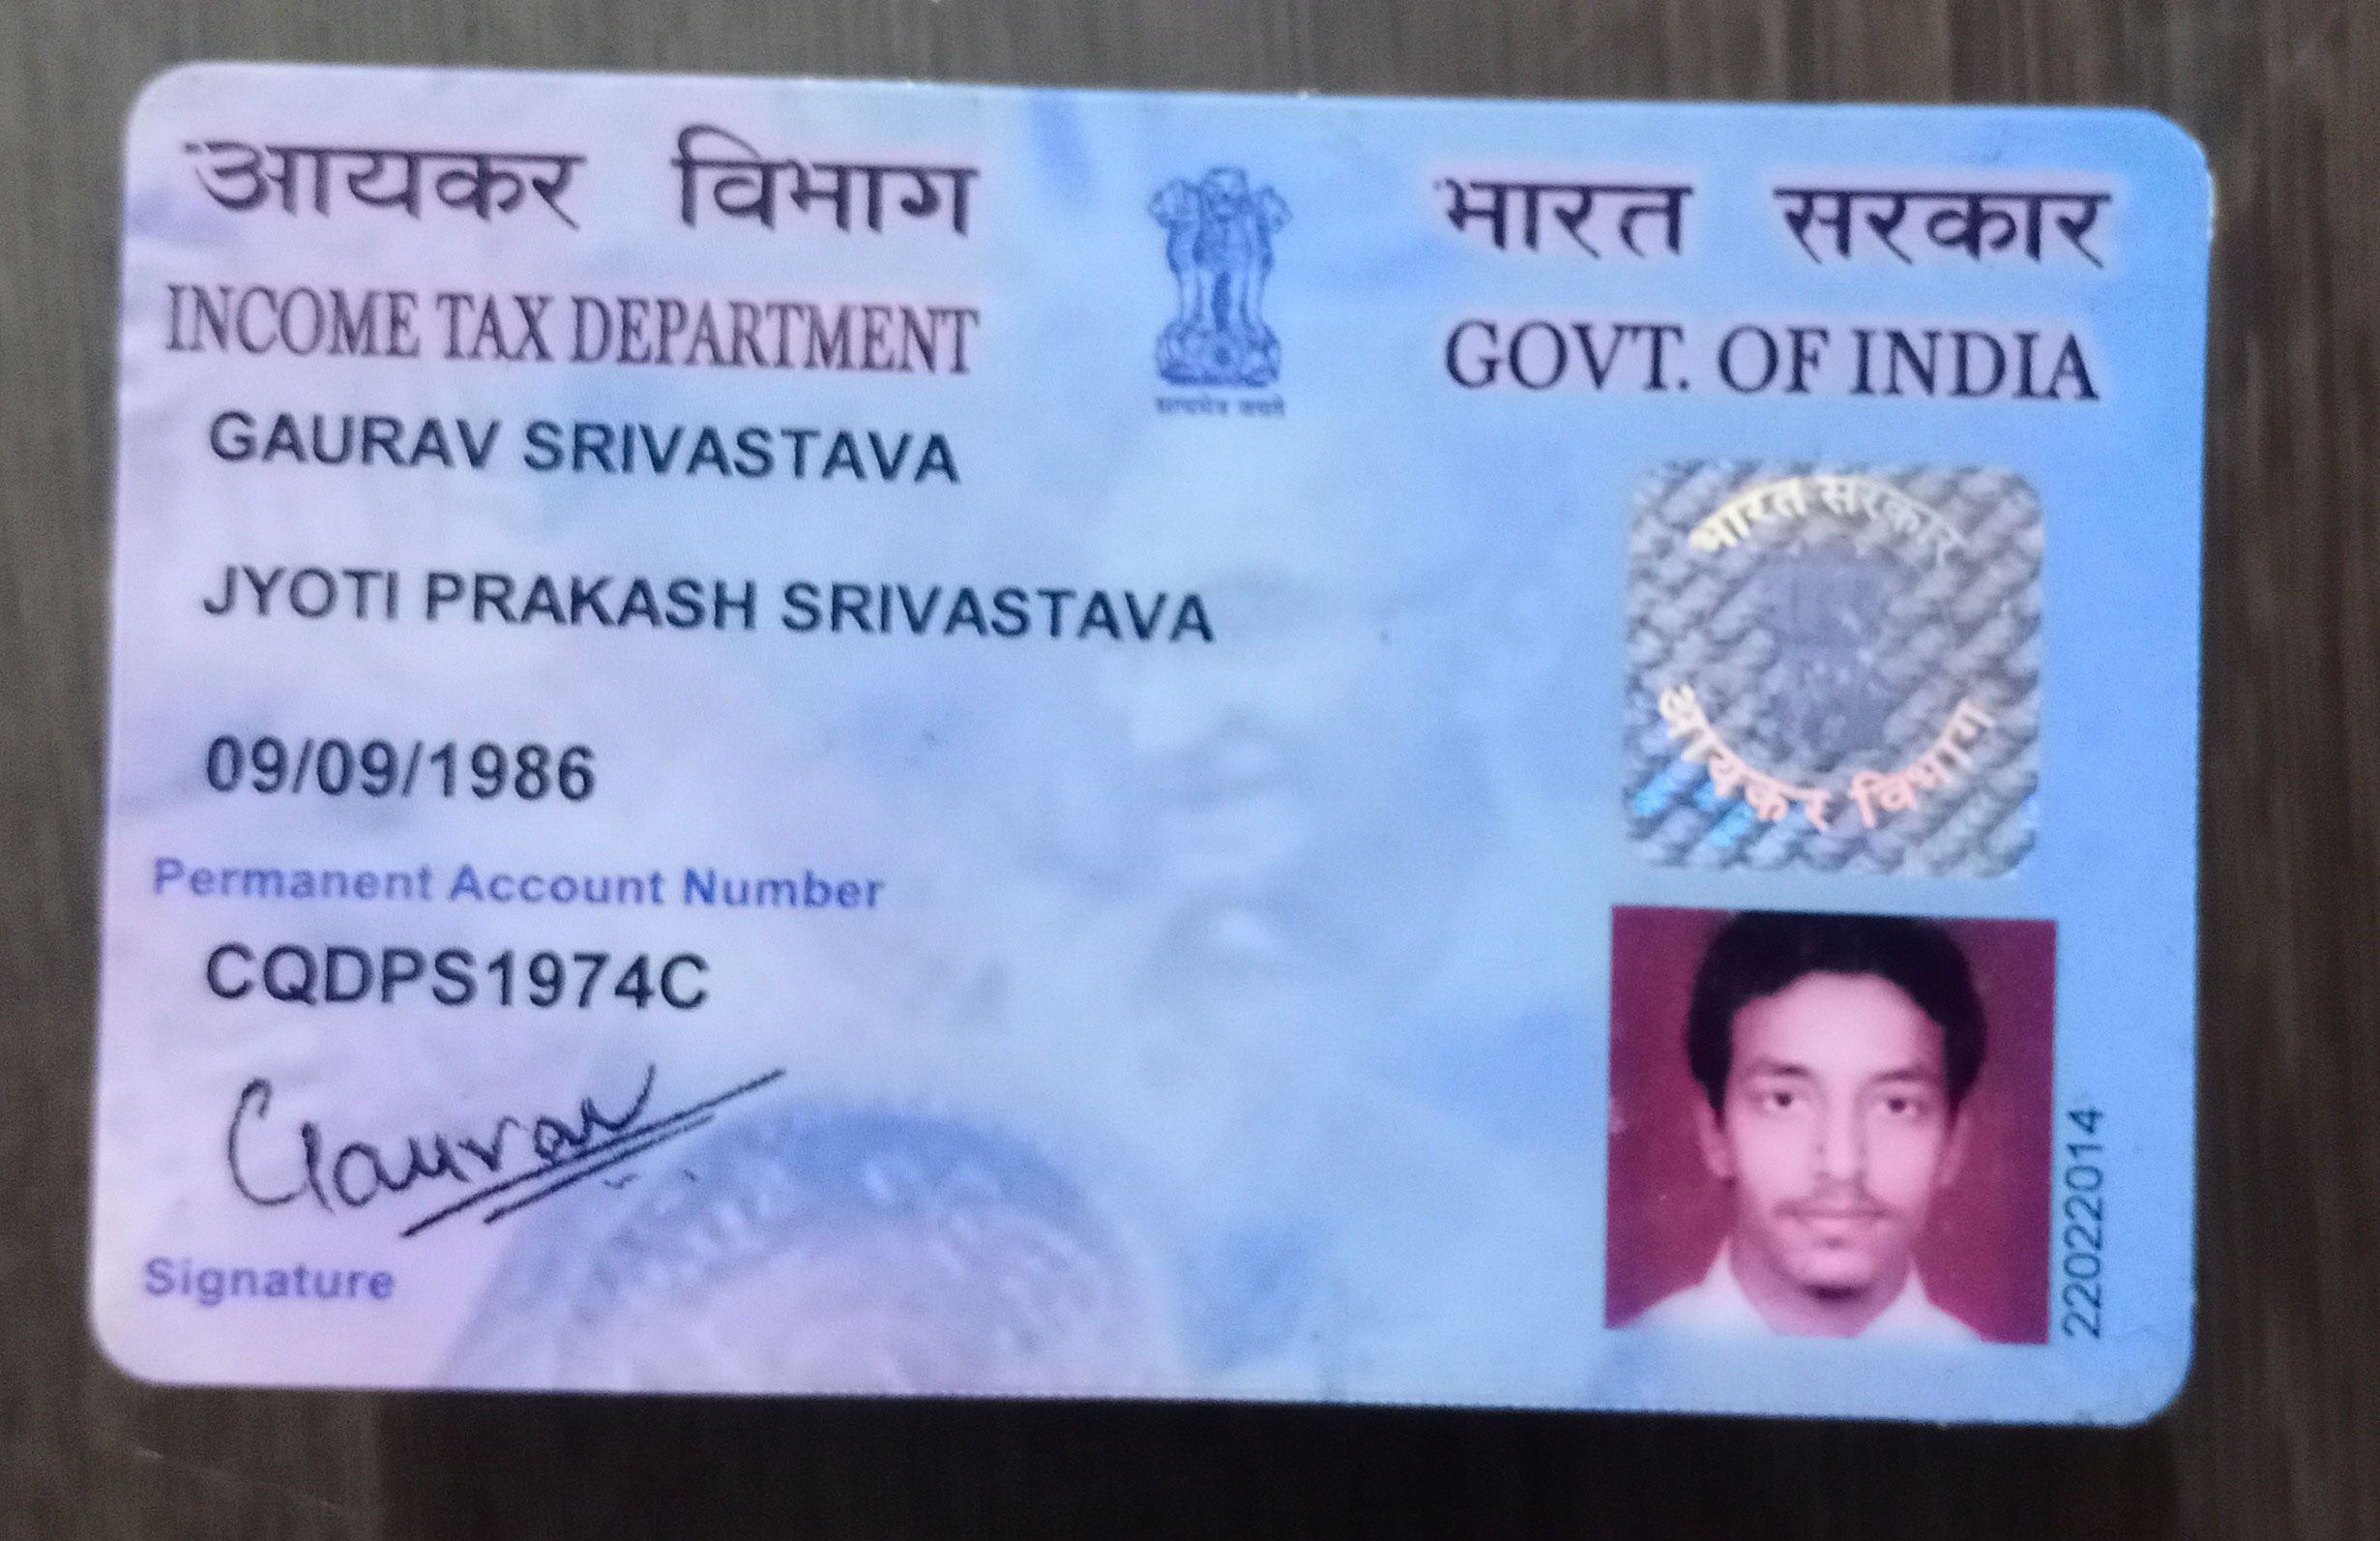 आयकर विभाग
INCOME TAX DEPARTMENT
भारत सरकार
GOVT. OF INDIA
सत्यमेव जयते
GAURAV SRIVASTAVA
JYOTI PRAKASH SRIVASTAVA
09/09/1986
Permanent Account Number
CQDPS1974C
Gaurav
Signature
भारत सरकार
आयकर विभाग
22022014